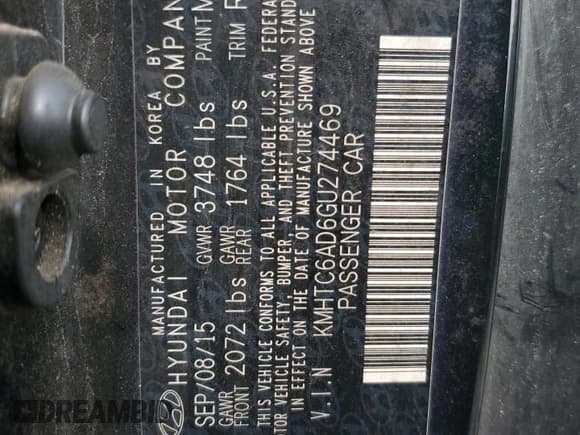 MANUFACTURED IN KOREA BY
HYUNDAI MOTOR COMPAN
SEP/08/15 GVWR 3748 lbs PAINT
GAWR FRONT 2072 lbs GAWR REAR 1764 lbs TRIM
THIS VEHICLE CONFORMS TO ALL APPLICABLE U.S.A. FEDERA
TOR VEHICLE SAFETY, BUMPER, AND THEFT PREVENTION STAND
IN EFFECT ON THE DATE OF MANUFACTURE SHOWN ABOVE
V.I.N KMHTC6AD6GU274469
PASSENGER CAR
DREAMBID